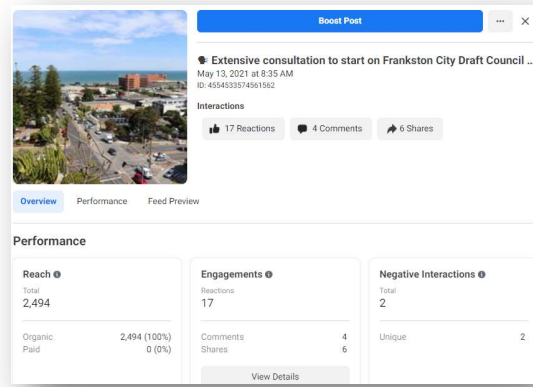 Boost Post
...
🗣 Extensive consultation to start on Frankston City Draft Council ...
May 13, 2021 at 8:35 AM
ID: 4554533574561562
Interactions
17 Reactions
4 Comments
6 Shares
Overview
Performance
Feed Preview
Performance
Reach
Total
2,494
Organic 2,494 (100%)
Paid 0 (0%)
Engagements
Reactions
17
Comments 4
Shares 6
View Details
Negative Interactions
Total
2
Unique 2